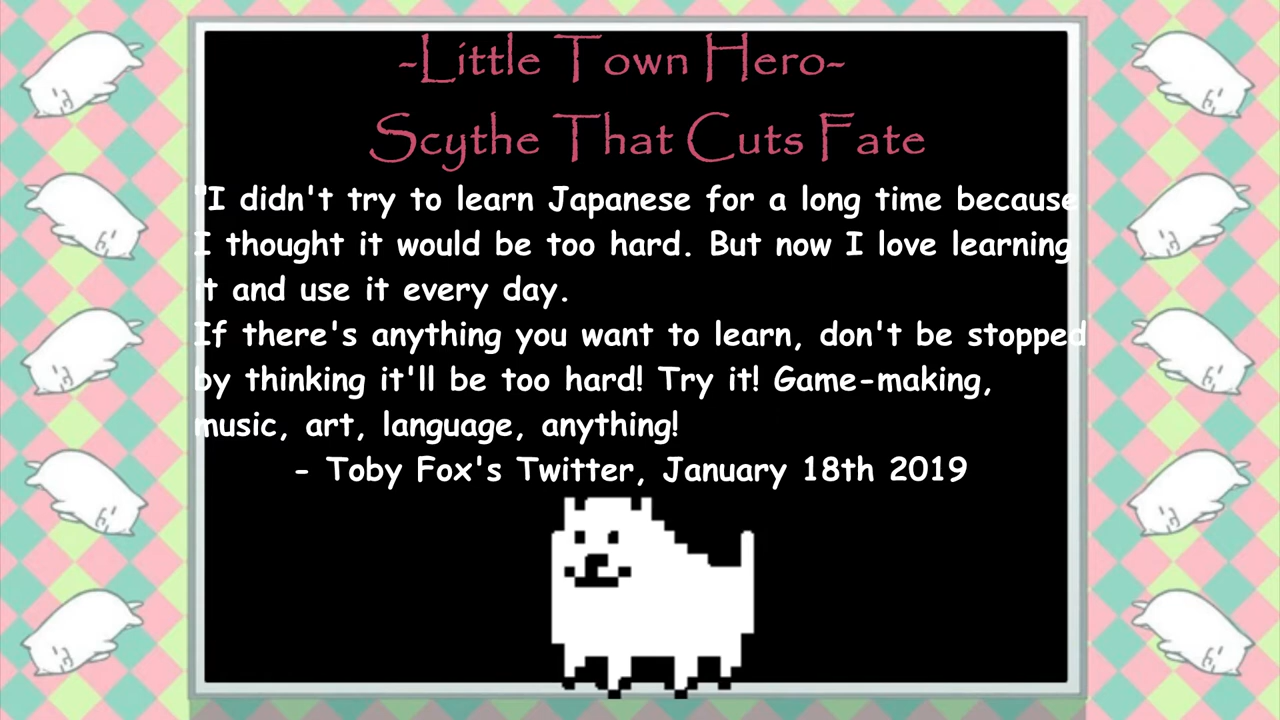 -Little Town Hero-
Scythe That Cuts Fate
"I didn't try to learn Japanese for a long time because
I thought it would be too hard. But now I love learning
it and use it every day.
If there's anything you want to learn, don't be stopped
by thinking it'll be too hard! Try it! Game-making,
music, art, language, anything!
- Toby Fox's Twitter, January 18th 2019